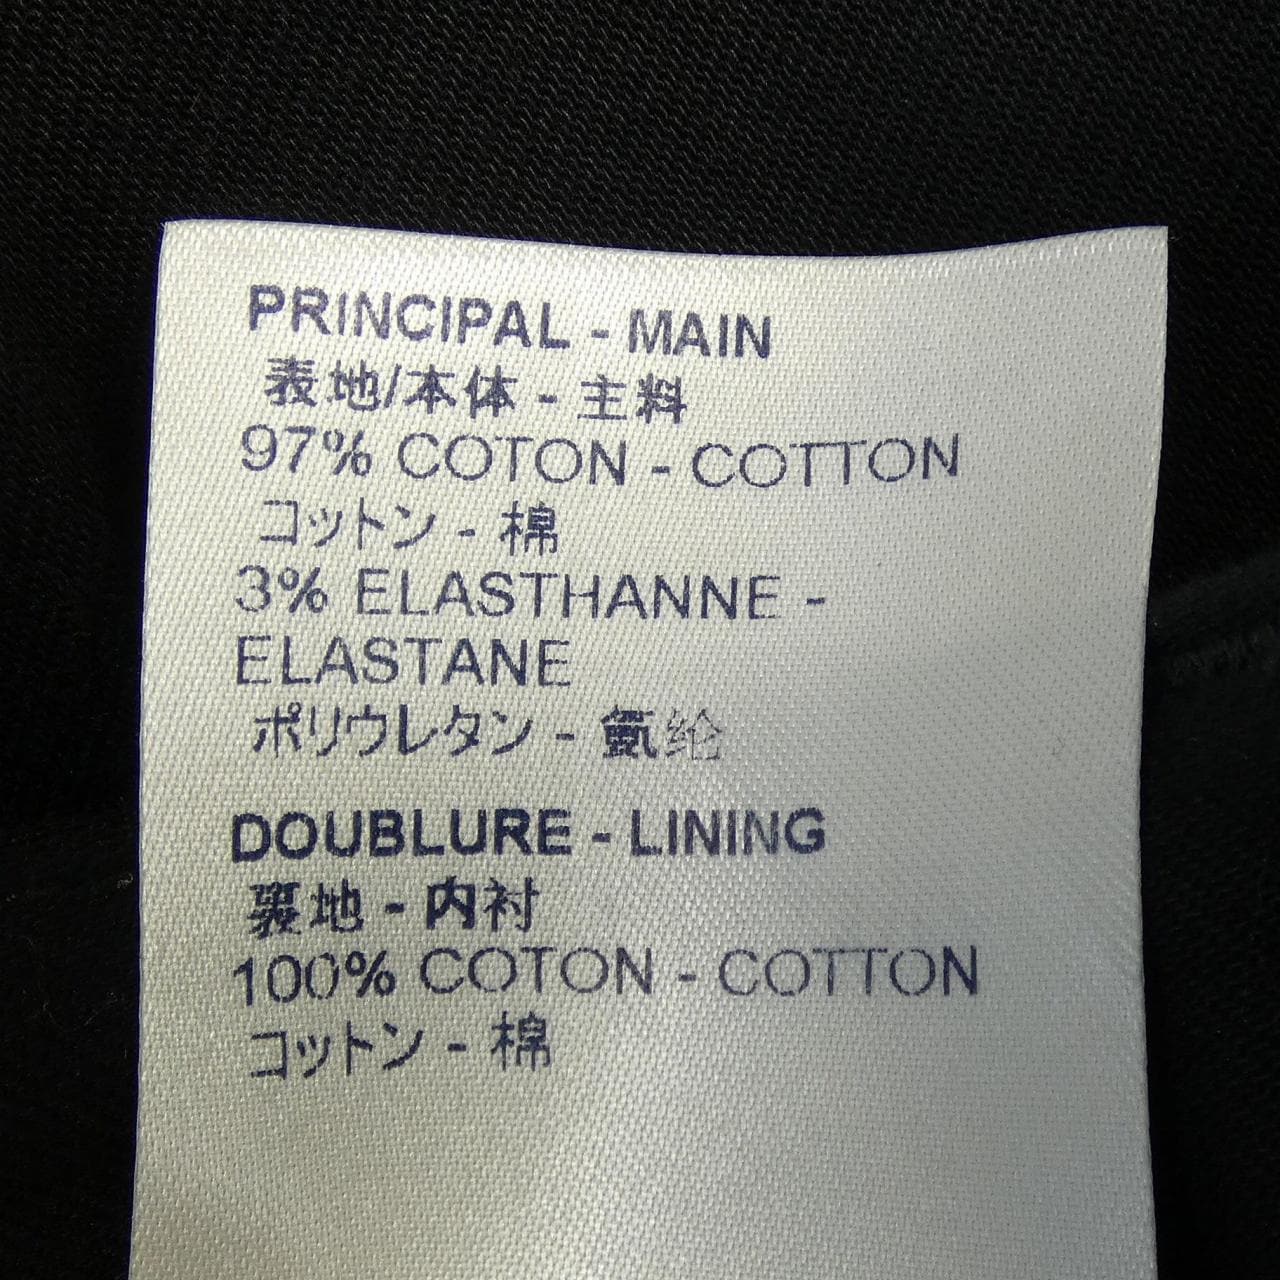 PRINCIPAL - MAIN
表地/本体 - 主料
97% COTON - COTTON
コットン - 棉
3% ELASTHANNE -
ELASTANE
ポリウレタン - 氨纶
DOUBLURE - LINING
裏地 - 内衬
100% COTON - COTTON
コットン - 棉